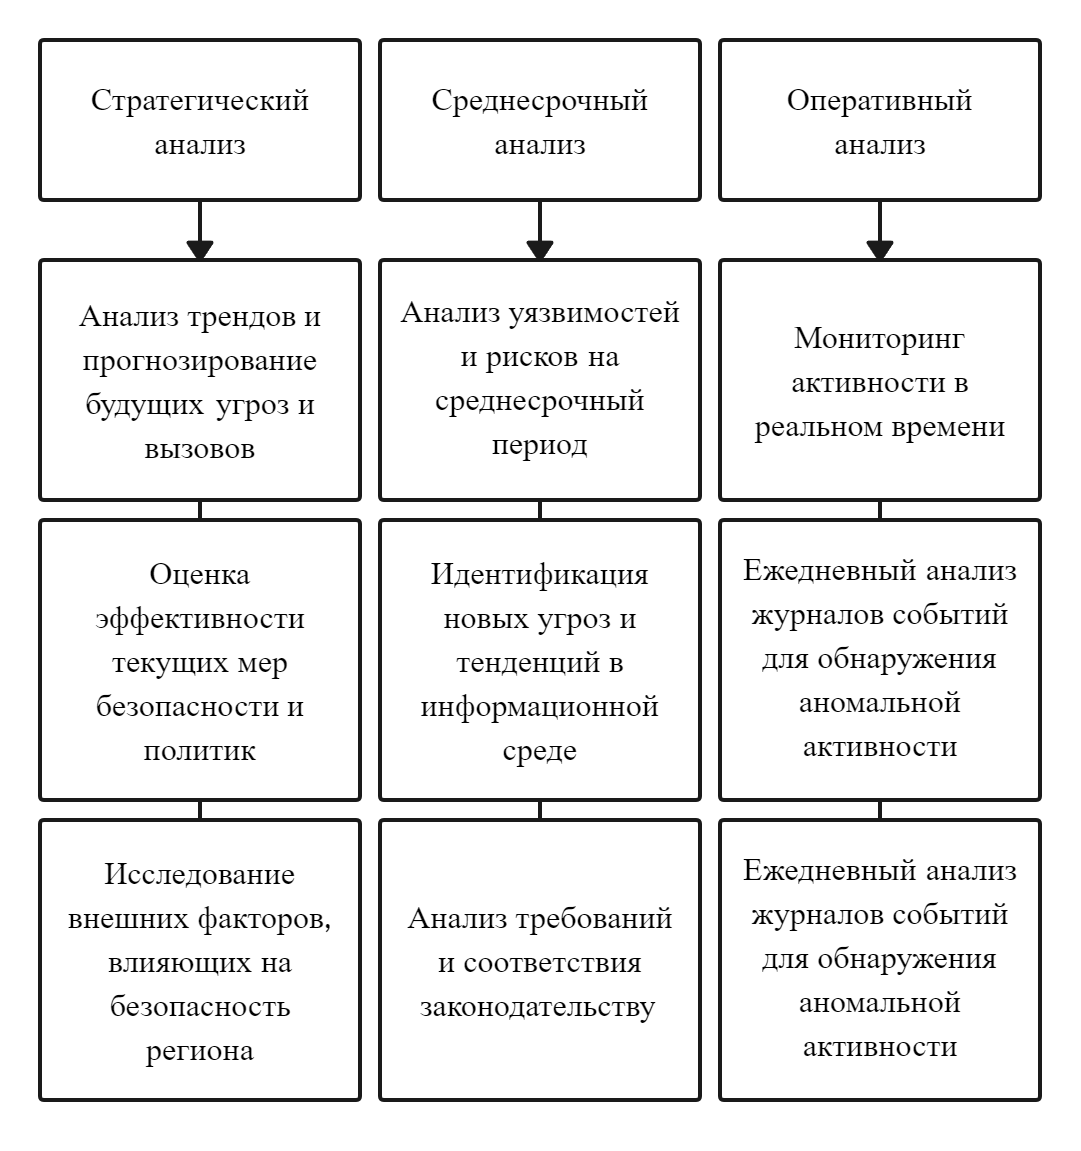 Стратегический
анализ
Среднесрочный
анализ
Оперативный
анализ
Анализ трендов и
прогнозирование
будущих угроз и
вызовов
Анализ уязвимостей
и рисков на
среднесрочный
период
Мониторинг
активности в
реальном времени
Оценка
эффективности
текущих мер
безопасности и
политик
Идентификация
новых угроз и
тенденций в
информационной
среде
Ежедневный анализ
журналов событий
для обнаружения
аномальной
активности
Исследование
внешних факторов,
влияющих на
безопасность
региона
Анализ требований
и соответствия
законодательству
Ежедневный анализ
журналов событий
для обнаружения
аномальной
активности